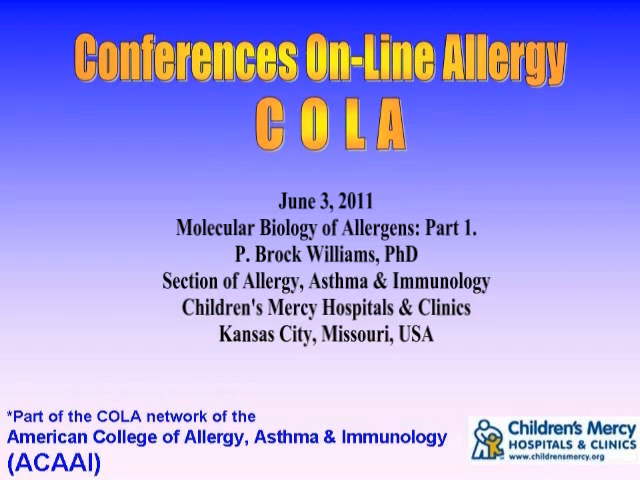 Conferences On-Line Allergy
C O L A
June 3, 2011
Molecular Biology of Allergens: Part 1.
P. Brock Williams, PhD
Section of Allergy, Asthma & Immunology
Children's Mercy Hospitals & Clinics
Kansas City, Missouri, USA
*Part of the COLA network of the
American College of Allergy, Asthma & Immunology
(ACAAI)
Children's Mercy
HOSPITALS & CLINICS
www.childrensmercy.org